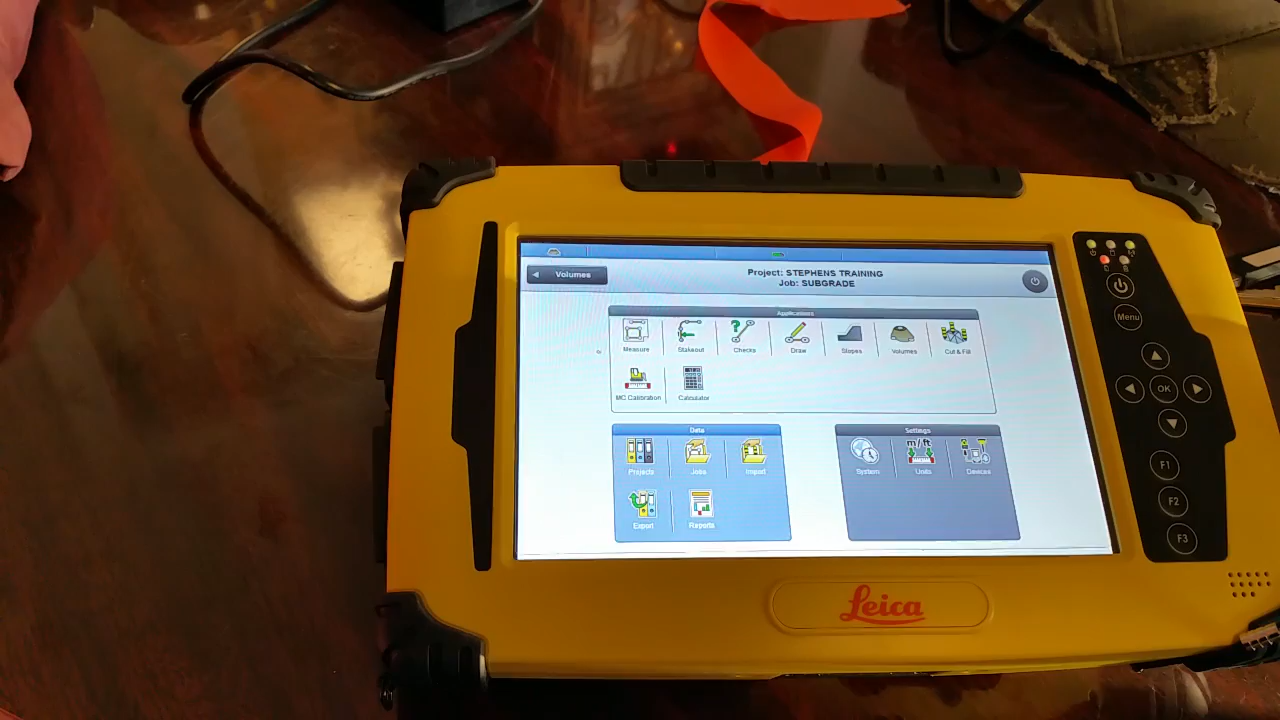 Volumes
Project: STEPHENS TRAINING
Job: SUBGRADE
Applications
Measure Stakeout Checks Draw Slopes Volumes Cut & Fill
MC Calibration Calculator
Data
Projects Jobs Import
Export Reports
Settings
m/ft
System Units Devices
Menu
OK
F1
F2
F3
Leica